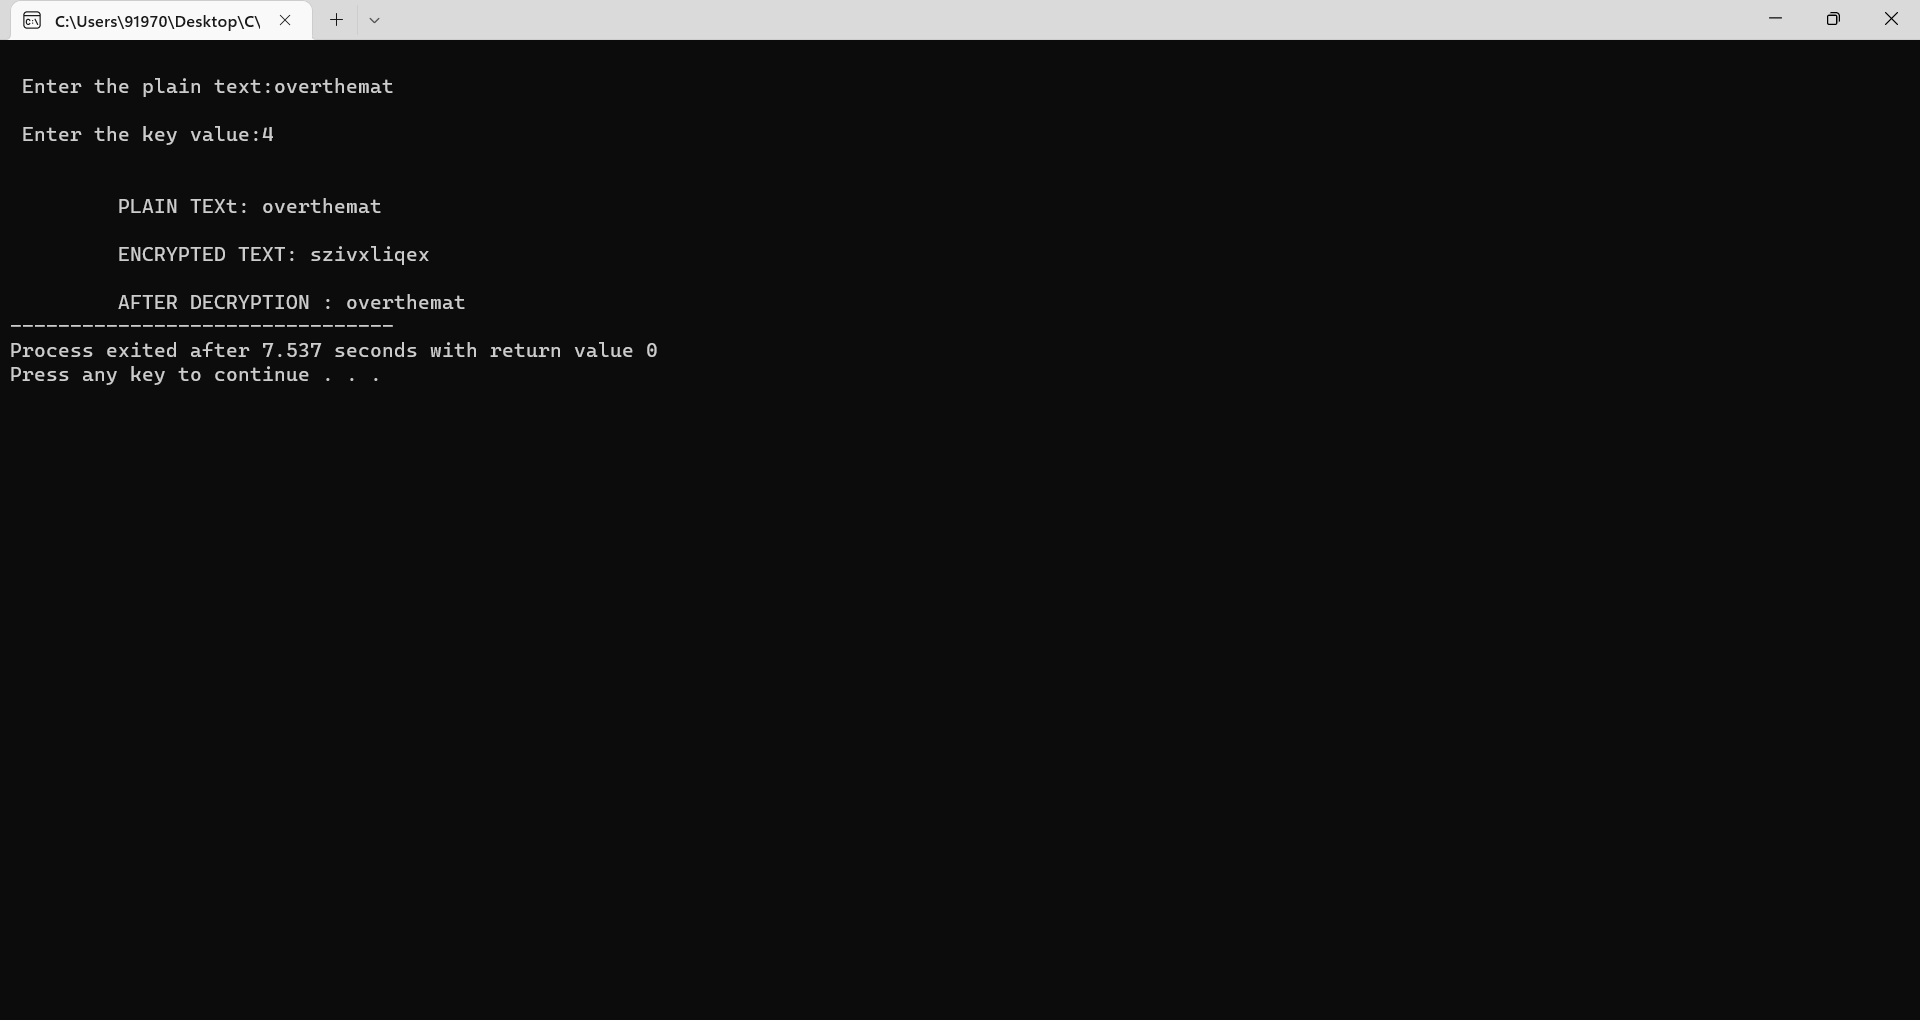 C:\Users\91970\Desktop\C\
Enter the plain text:overthemat
Enter the key value:4
PLAIN TEXt: overthemat
ENCRYPTED TEXT: szivxliqex
AFTER DECRYPTION : overthemat
--------------------------------
Process exited after 7.537 seconds with return value 0
Press any key to continue . . .